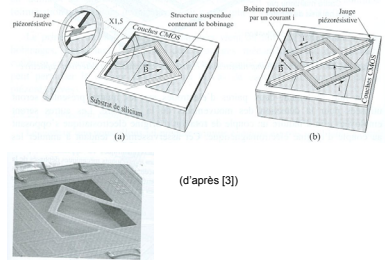 Jauge
piézorésistive
X1,5
Couches CMOS
Structure suspendue
contenant le bobinage
B
Substrat de silicium
(a)
Bobine parcourue
par un courant i
Jauge
piézorésistive
B
i
i
Couches CMOS
(b)
(d'après [3])